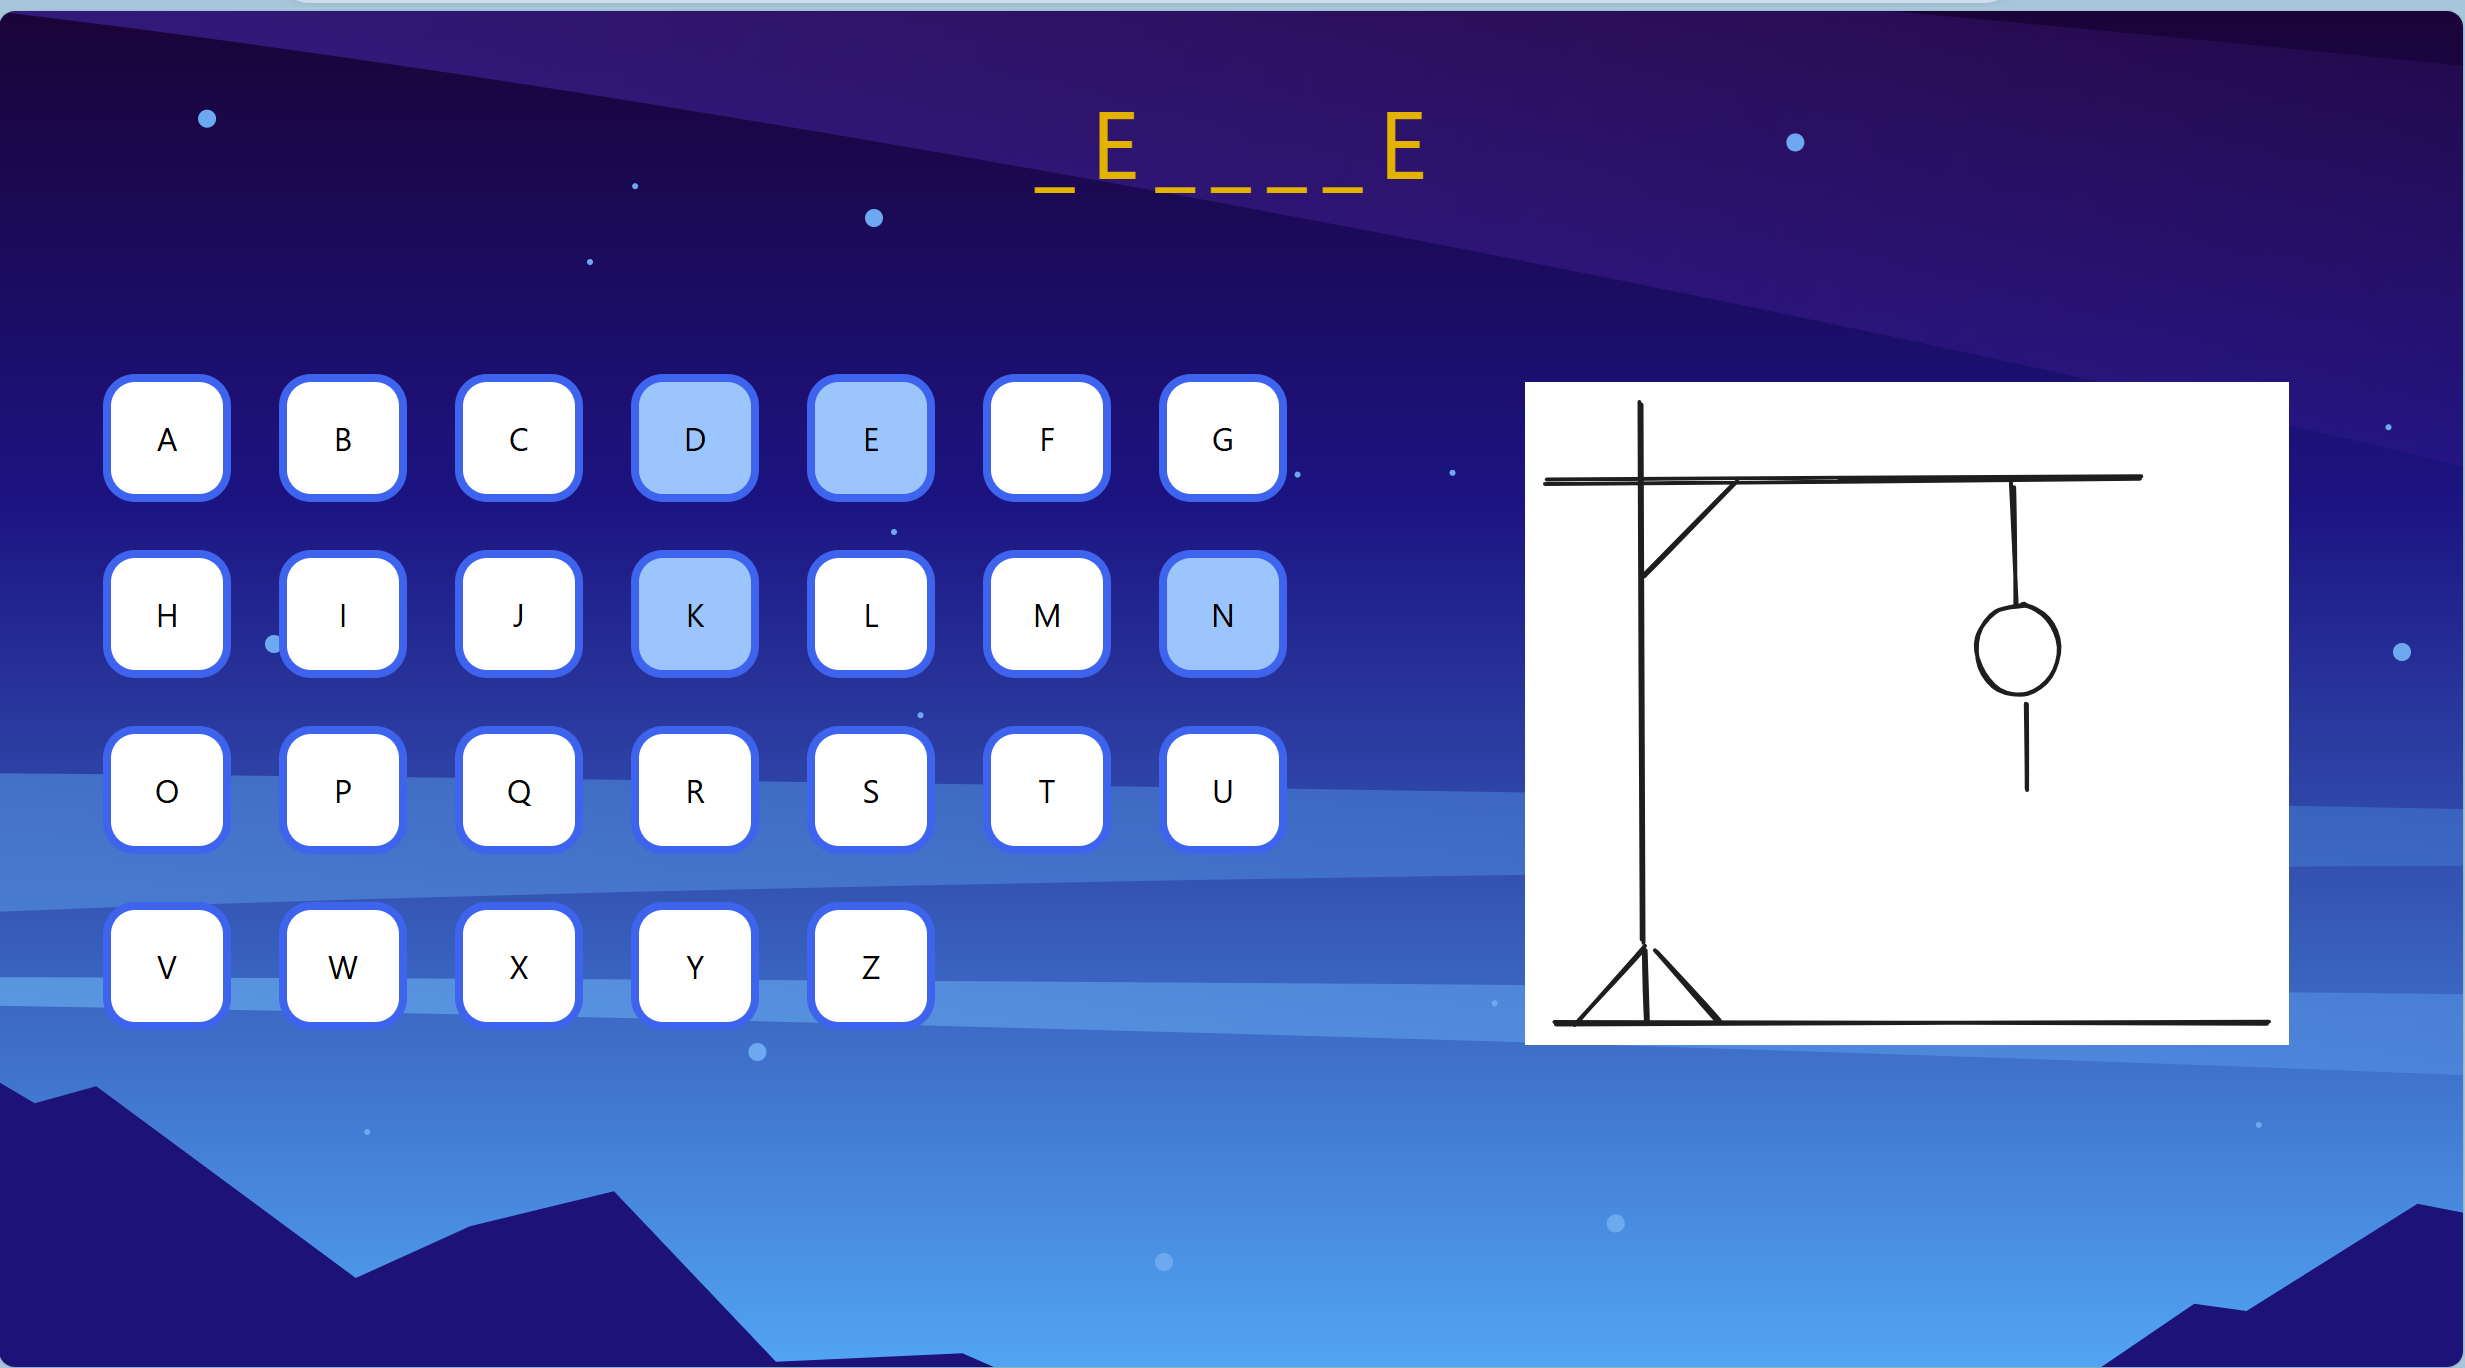 _ E _ _ _ _ E
A B C D E F G
H I J K L M N
O P Q R S T U
V W X Y Z